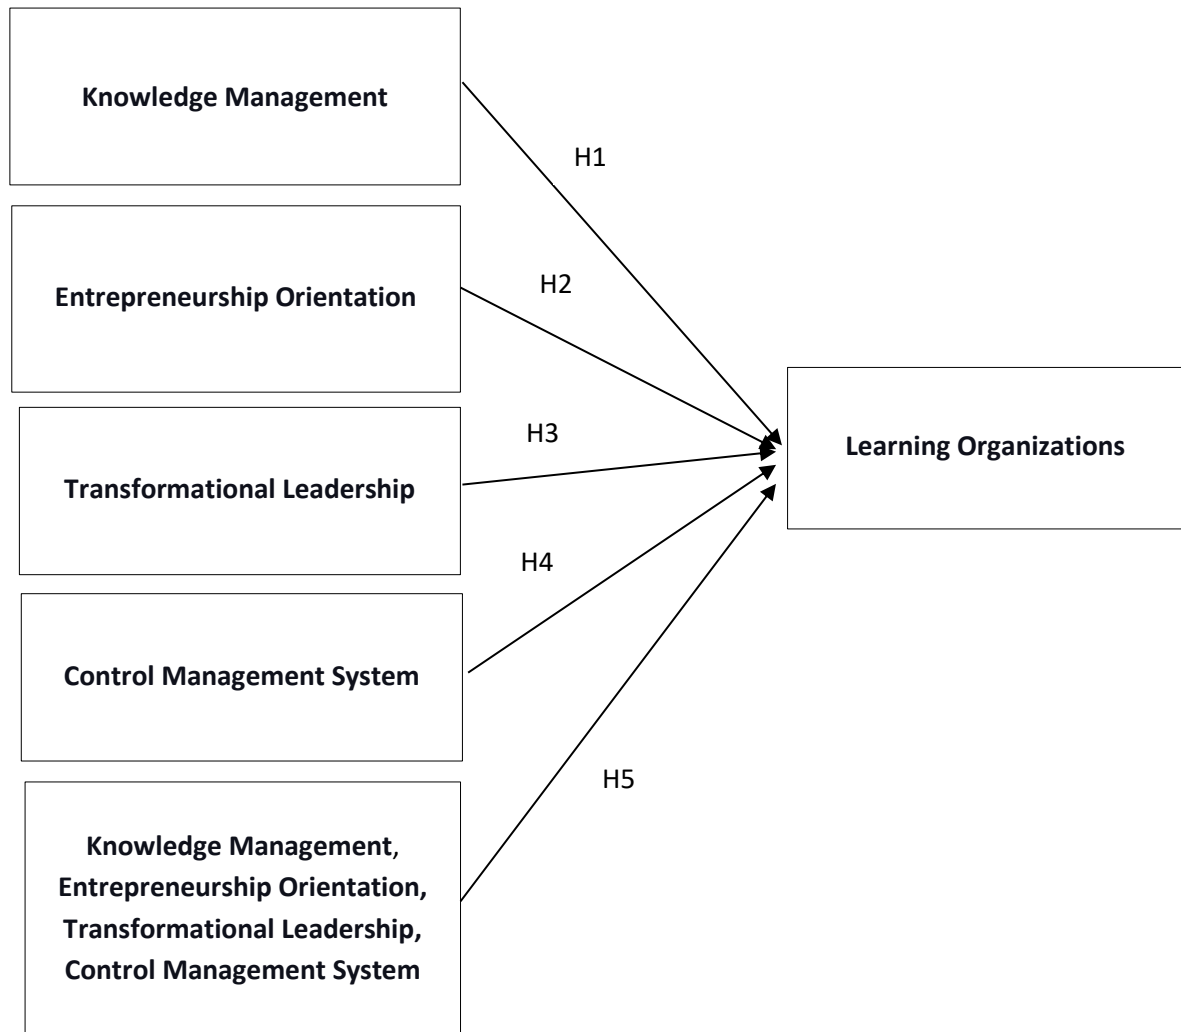 Knowledge Management
H1
Entrepreneurship Orientation
H2
Transformational Leadership
H3
Learning Organizations
Control Management System
H4
Knowledge Management,
Entrepreneurship Orientation,
Transformational Leadership,
Control Management System
H5